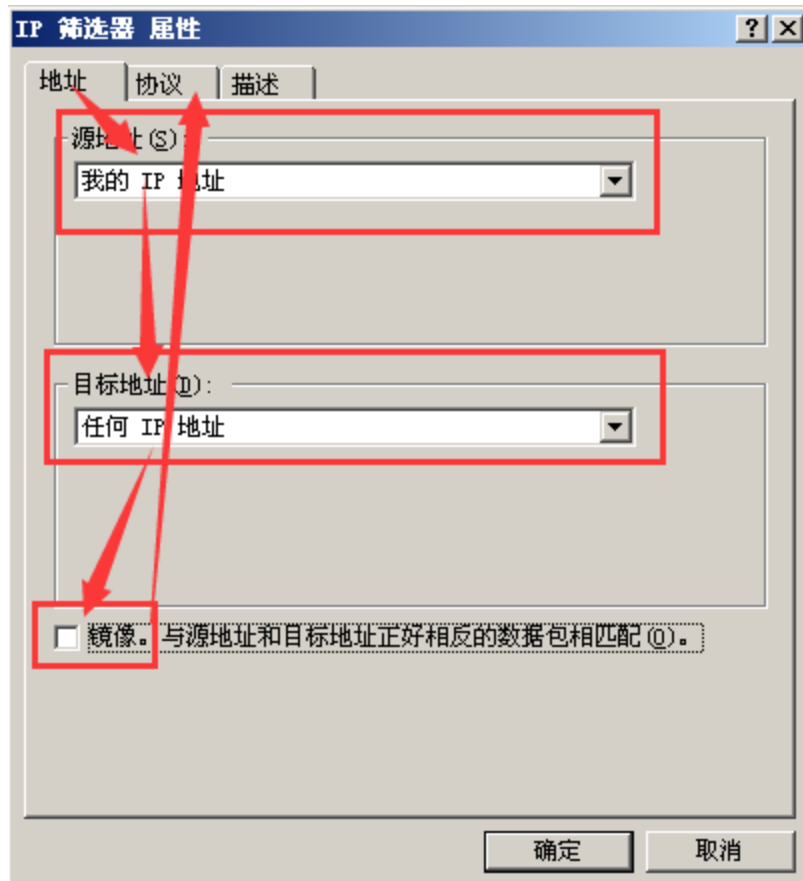 IP 筛选器 属性
地址 协议 描述
源地址(S):
我的 IP 地址
目标地址(D):
任何 IP 地址
镜像。与源地址和目标地址正好相反的数据包相匹配(O)。
确定 取消